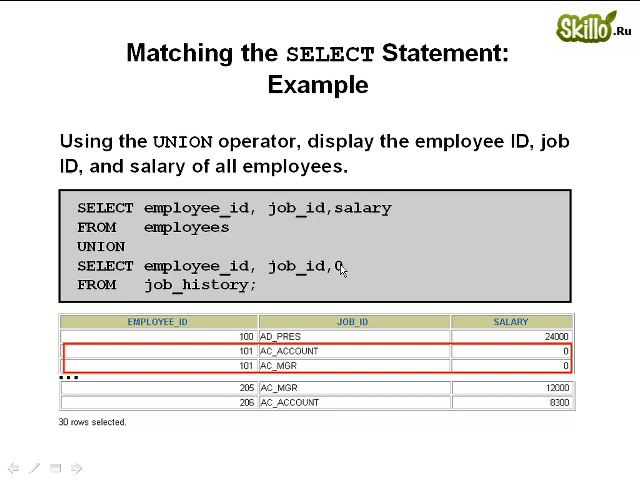 Skillo.Ru
Matching the SELECT Statement:
Example
Using the UNION operator, display the employee ID, job
ID, and salary of all employees.
SELECT employee_id, job_id,salary
FROM employees
UNION
SELECT employee_id, job_id,0
FROM job_history;
EMPLOYEE_ID JOB_ID SALARY
100 AD_PRES 24000
101 AC_ACCOUNT 0
101 AC_MGR 0
...
205 AC_MGR 12000
206 AC_ACCOUNT 8300
30 rows selected.